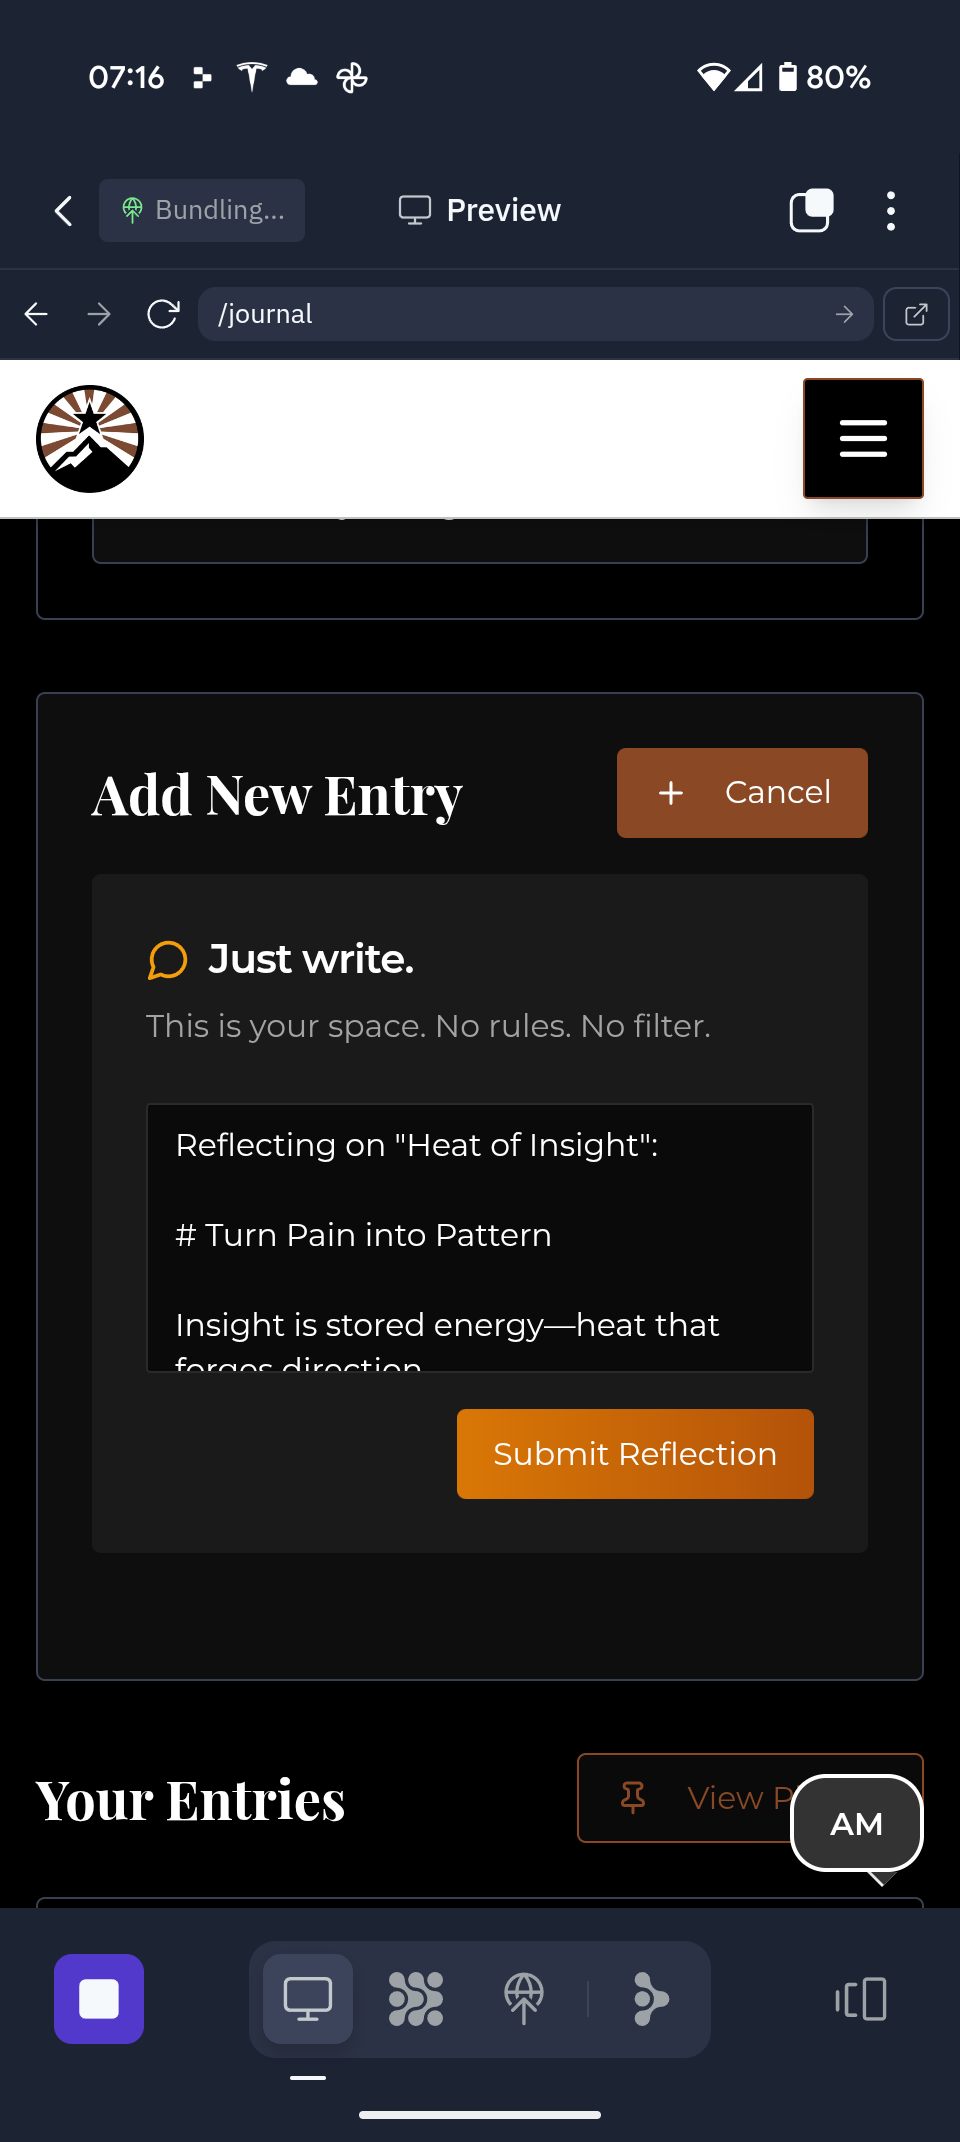 07:16
80%
Bundling...
Preview
/journal
Add New Entry
Cancel
Just write.
This is your space. No rules. No filter.
Reflecting on "Heat of Insight":
# Turn Pain into Pattern
Insight is stored energy—heat that
forges direction
Submit Reflection
Your Entries
View
AM